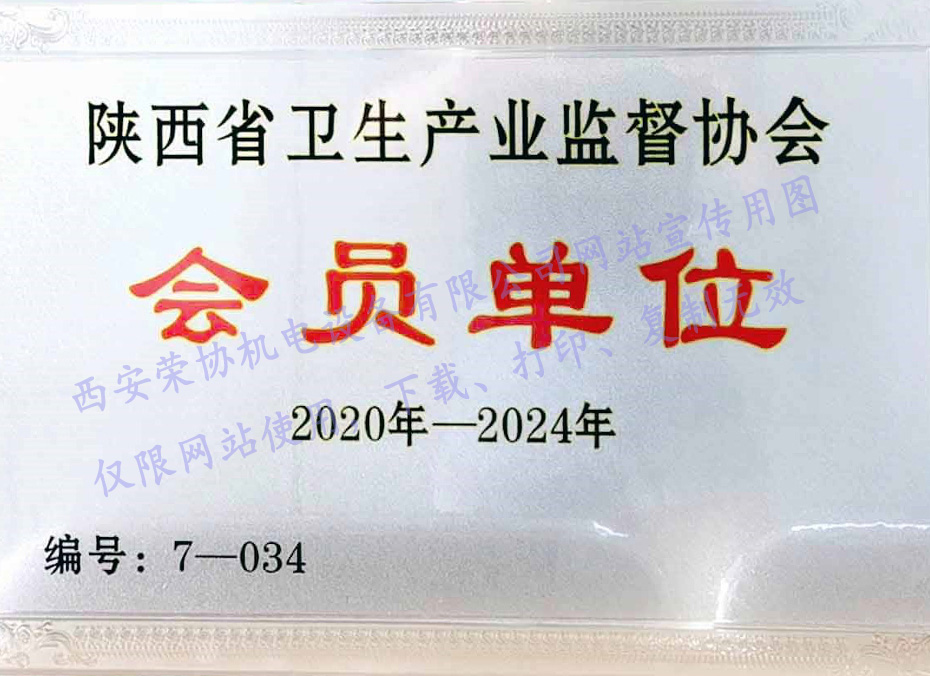 陕西省卫生产业监督协会
会员单位
西安荣协机电设备有限公司网站宣传用图
仅限网站使用、下载、打印、复制无效
2020年—2024年
编号：7—034